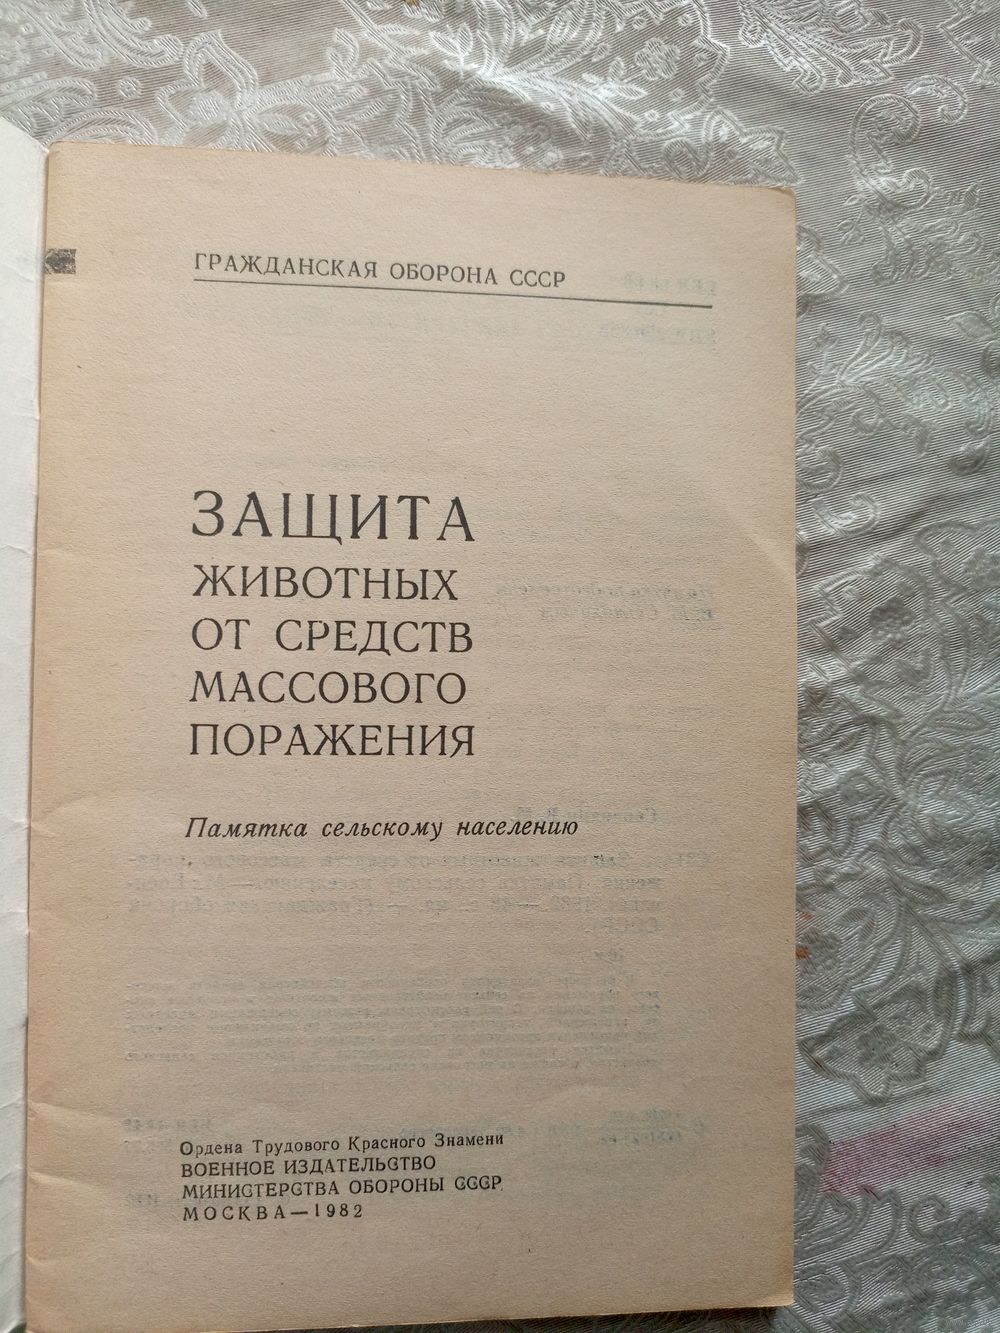 ГРАЖДАНСКАЯ ОБОРОНА СССР
ЗАЩИТА
ЖИВОТНЫХ
ОТ СРЕДСТВ
МАССОВОГО
ПОРАЖЕНИЯ
Памятка сельскому населению
Ордена Трудового Красного Знамени
ВОЕННОЕ ИЗДАТЕЛЬСТВО
МИНИСТЕРСТВА ОБОРОНЫ СССР
МОСКВА—1982